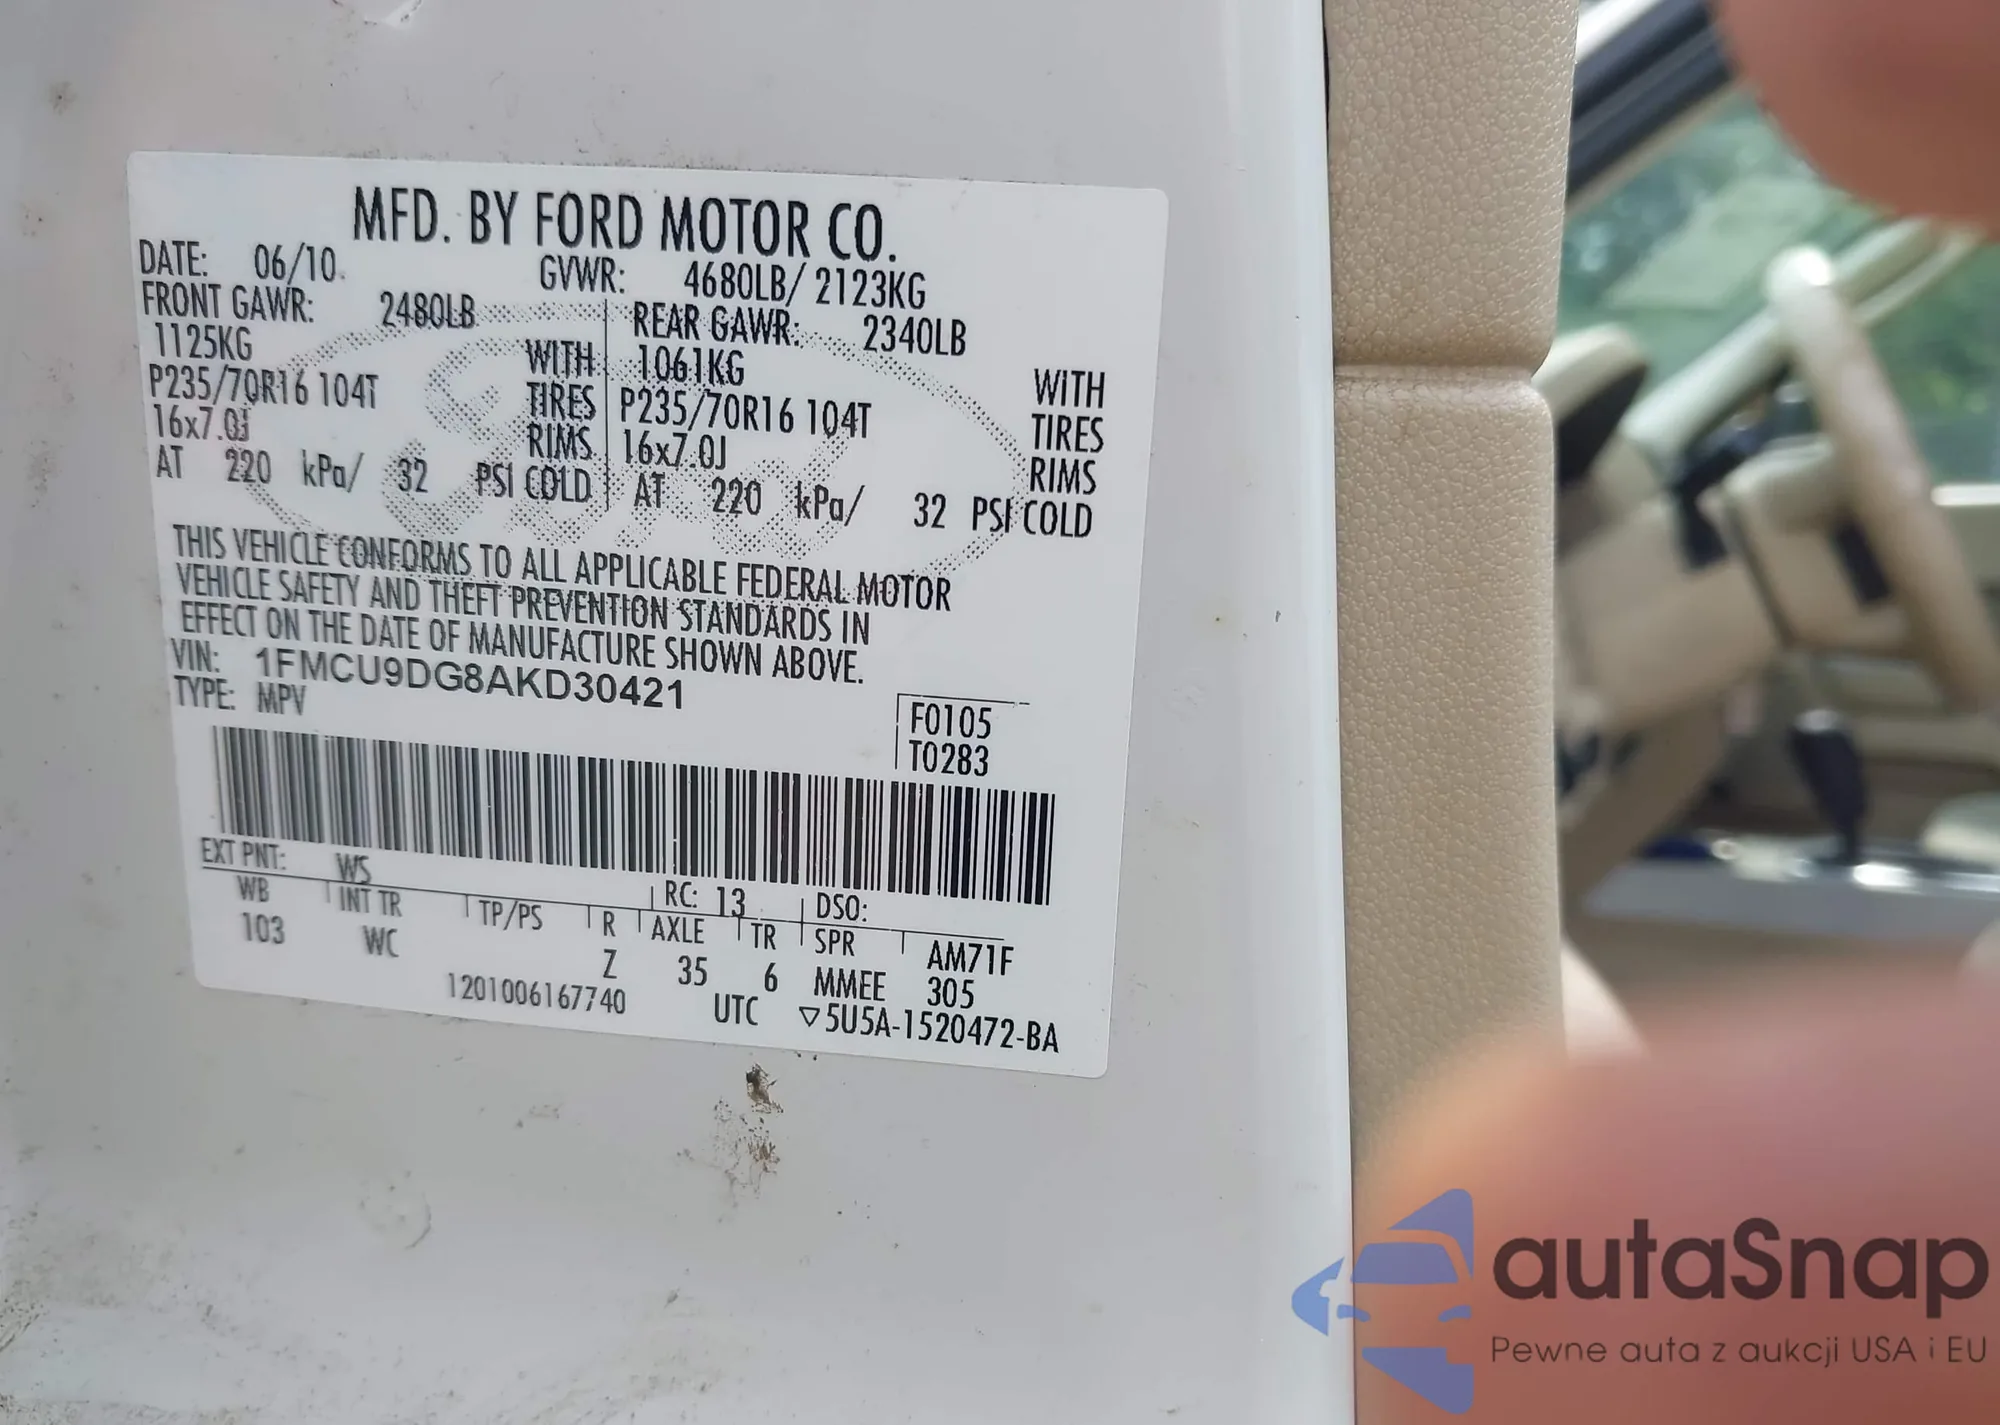 MFD. BY FORD MOTOR CO.
DATE: 06/10 GVWR: 4680LB/ 2123KG
FRONT GAWR: 2480LB REAR GAWR: 2340LB
1125KG WITH 1061KG WITH
P235/70R16 104T TIRES P235/70R16 104T TIRES
16x7.0J RIMS 16x7.0J RIMS
AT 220 kPa/ 32 PSI COLD AT 220 kPa/ 32 PSI COLD
THIS VEHICLE CONFORMS TO ALL APPLICABLE FEDERAL MOTOR
VEHICLE SAFETY AND THEFT PREVENTION STANDARDS IN
EFFECT ON THE DATE OF MANUFACTURE SHOWN ABOVE.
VIN: 1FMCU9DG8AKD30421
TYPE: MPV
F0105
T0283
EXT PNT: WS RC: 13 DSO:
WB INT TR TP/PS R AXLE TR SPR AM71F
103 WC Z 35 6 MMEE 305
1201006167740 UTC ▽5U5A-1520472-BA
Ford
autaSnap
Pewne auta z aukcji USA i EU